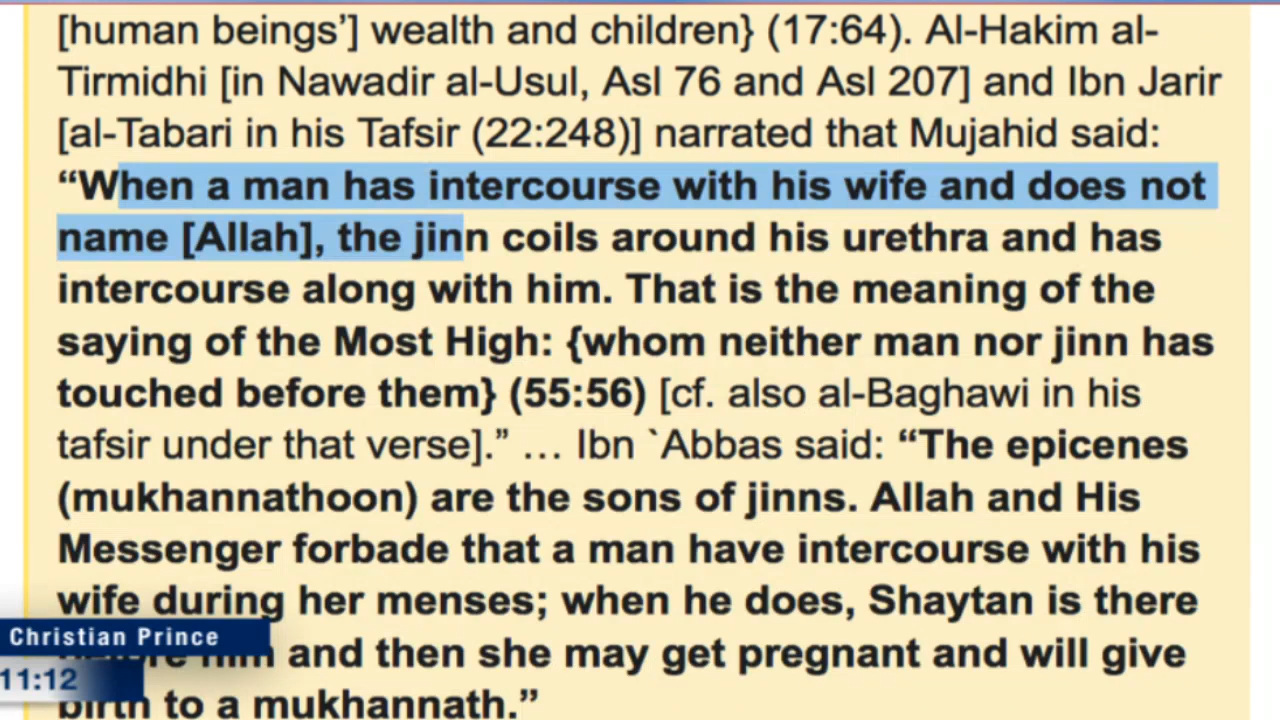 [human beings’] wealth and children} (17:64). Al-Hakim al-
Tirmidhi [in Nawadir al-Usul, Asl 76 and Asl 207] and Ibn Jarir
[al-Tabari in his Tafsir (22:248)] narrated that Mujahid said:
“When a man has intercourse with his wife and does not
name [Allah], the jinn coils around his urethra and has
intercourse along with him. That is the meaning of the
saying of the Most High: {whom neither man nor jinn has
touched before them} (55:56) [cf. also al-Baghawi in his
tafsir under that verse].” … Ibn `Abbas said: “The epicenes
(mukhannathoon) are the sons of jinns. Allah and His
Messenger forbade that a man have intercourse with his
wife during her menses; when he does, Shaytan is there
Christian Prince
before him and then she may get pregnant and will give
11:12
birth to a mukhannath.”